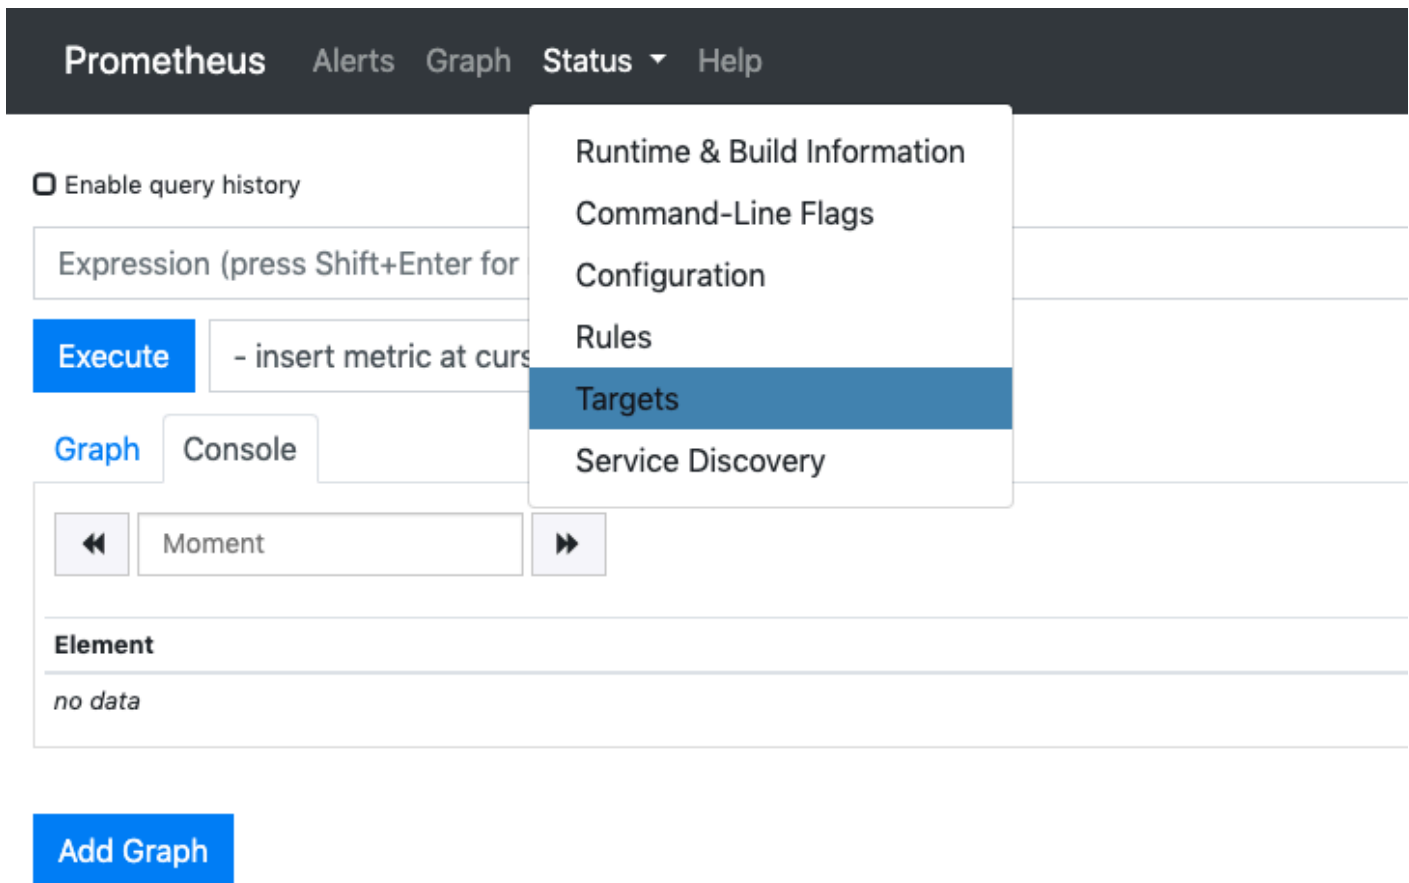 Prometheus Alerts Graph Status Help
Runtime & Build Information
Command-Line Flags
Configuration
Rules
Targets
Service Discovery
Enable query history
Expression (press Shift+Enter for
Execute - insert metric at curs
Graph Console
Moment
Element
no data
Add Graph